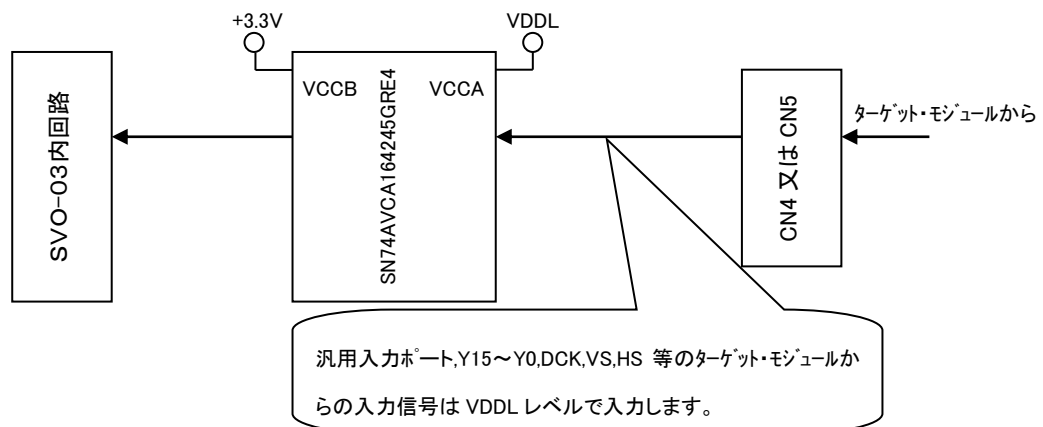 +3.3V
VDDL
SVO-03内回路
VCCB
VCCA
SN74AVCA164245GRE4
CN4 又は CN5
ﾀｰｹﾞｯﾄ・ﾓｼﾞｭｰﾙから
汎用入力ﾎﾟｰﾄ,Y15～Y0,DCK,VS,HS 等のﾀｰｹﾞｯﾄ・ﾓｼﾞｭｰﾙか
らの入力信号は VDDL レベルで入力します。